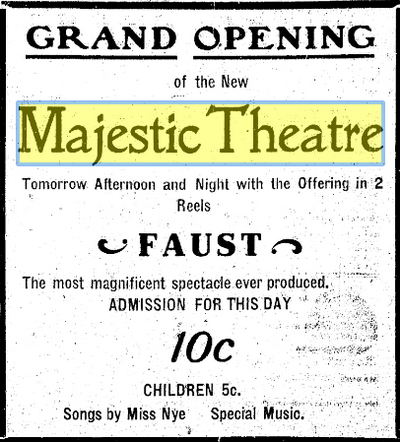 GRAND OPENING
of the New
Majestic Theatre
Tomorrow Afternoon and Night with the Offering in 2
Reels
FAUST
The most magnificent spectacle ever produced.
ADMISSION FOR THIS DAY
10c
CHILDREN 5c.
Songs by Miss Nye Special Music.